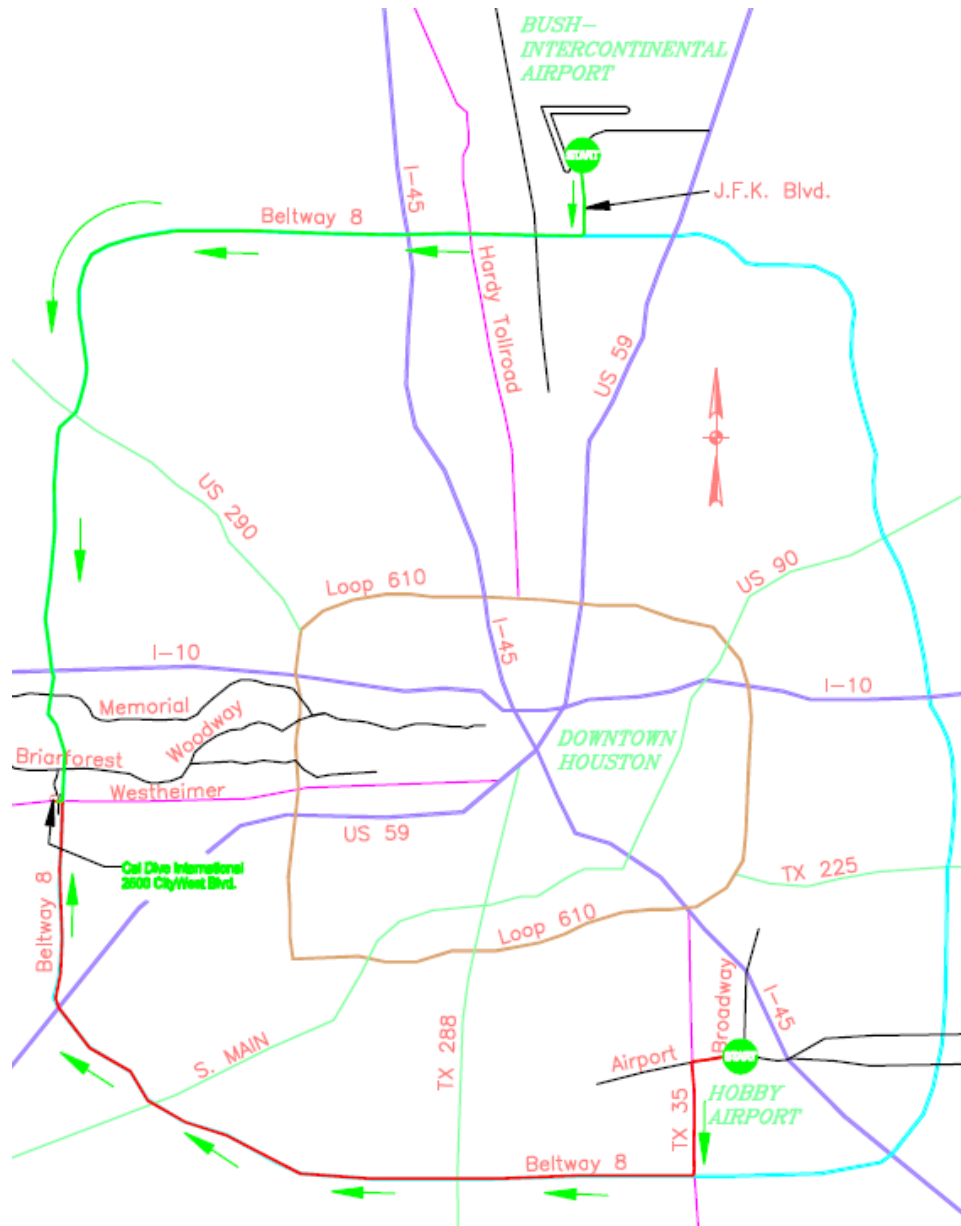 BUSH-
INTERCONTINENTAL
AIRPORT
START
I-45
J.F.K. Blvd.
Beltway 8
Hardy Tollroad
US 59
US 290
US 90
Loop 610
I-45
I-10
I-10
Memorial
Woodway
DOWNTOWN
HOUSTON
Briarforest
Westheimer
US 59
Cal Dive International
2500 CityWest Blvd.
TX 225
Beltway 8
Loop 610
Broadway
I-45
S. MAIN
TX 288
Airport
START
TX 35
HOBBY
AIRPORT
Beltway 8